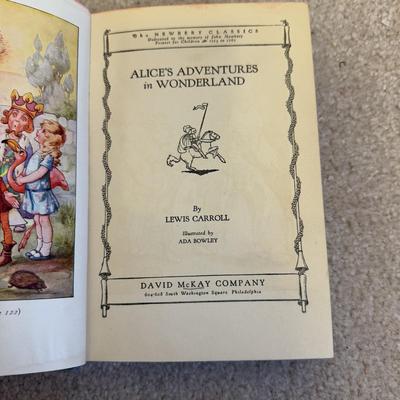 The NEWBERY CLASSICS
Dedicated to the memory of John Newbery
Printer for Children 1713 to 1767
ALICE'S ADVENTURES
in WONDERLAND
By
LEWIS CARROLL
Illustrated by
ADA BOWLEY
DAVID McKAY COMPANY
604-608 South Washington Square Philadelphia
122)